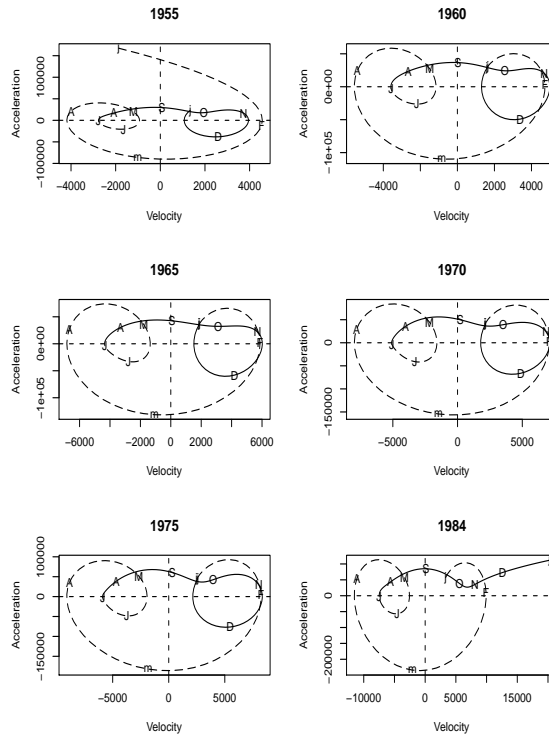 1955
Acceleration
−100000 0 100000
j
A J A M J S i O N F D m
−4000 −2000 0 2000 4000
Velocity
1960
Acceleration
−1e+05 0e+00
A J A M J S i O N F D m
−4000 0 2000 4000
Velocity
1965
Acceleration
−1e+05 0e+00
A J A M J S i O N F D m
−6000 −2000 0 2000 4000 6000
Velocity
1970
Acceleration
−150000 0
A J A M J S i O N F D m
−5000 0 5000
Velocity
1975
Acceleration
−150000 0 100000
A J A M J S i O N F D m
−5000 0 5000
Velocity
1984
Acceleration
−200000 0
A J A M J S i O N F D m
−10000 0 5000 15000
Velocity